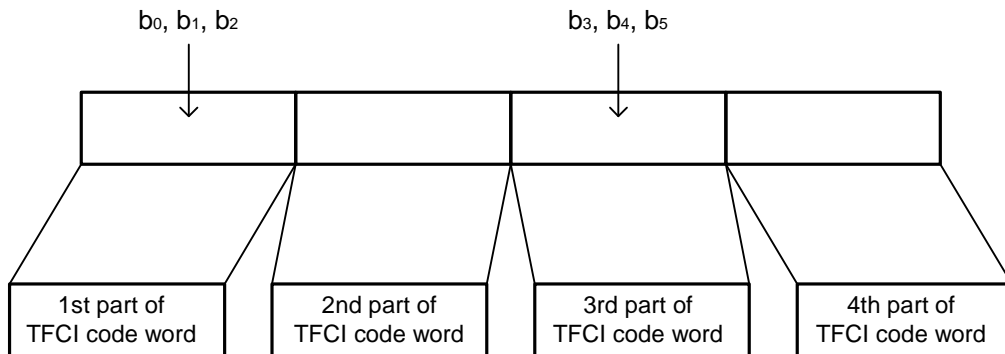 b0, b1, b2
b3, b4, b5
1st part of
TFCI code word
2nd part of
TFCI code word
3rd part of
TFCI code word
4th part of
TFCI code word